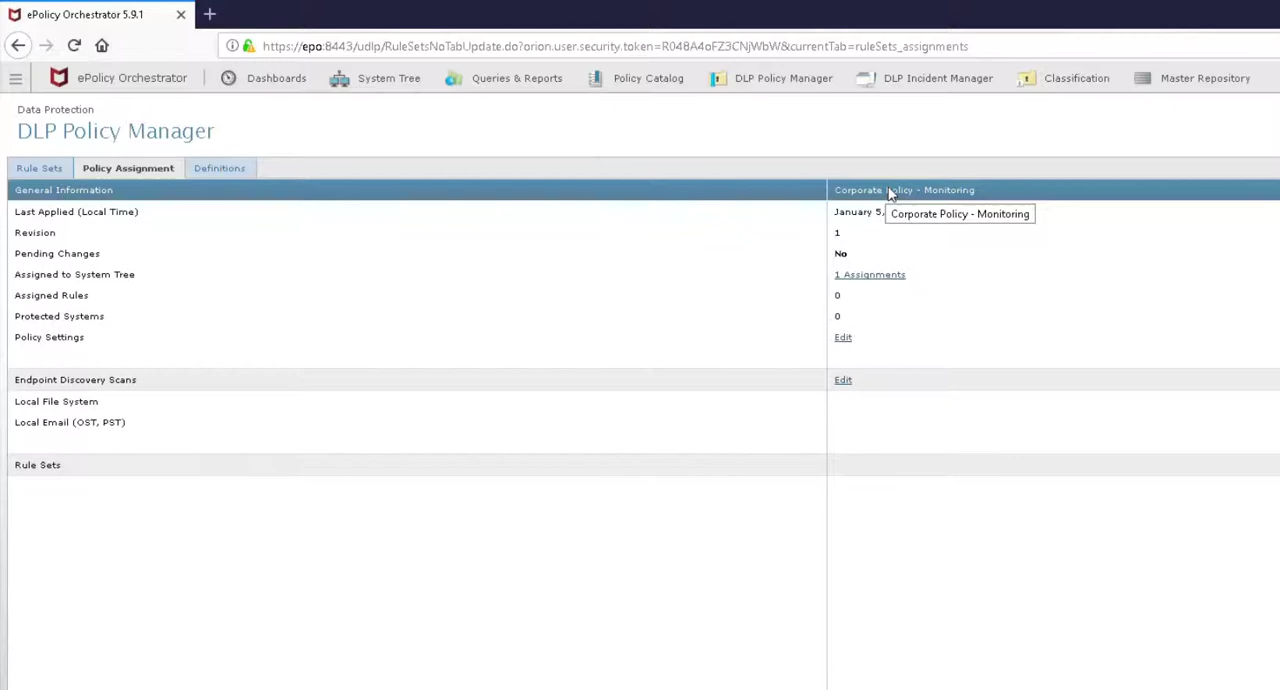 ePolicy Orchestrator 5.9.1
https://epo:8443/udlp/RuleSetsNoTabUpdate.do?orion.user.security.token=R048A4oFZ3CNjWbW&currentTab=ruleSets_assignments
ePolicy Orchestrator Dashboards System Tree Queries & Reports Policy Catalog DLP Policy Manager DLP Incident Manager Classification Master Repository
Data Protection
DLP Policy Manager
Rule Sets Policy Assignment Definitions
General Information Corporate Policy - Monitoring
Last Applied (Local Time) January 5,
Corporate Policy - Monitoring
Revision 1
Pending Changes No
Assigned to System Tree 1 Assignments
Assigned Rules 0
Protected Systems 0
Policy Settings Edit
Endpoint Discovery Scans Edit
Local File System
Local Email (OST, PST)
Rule Sets